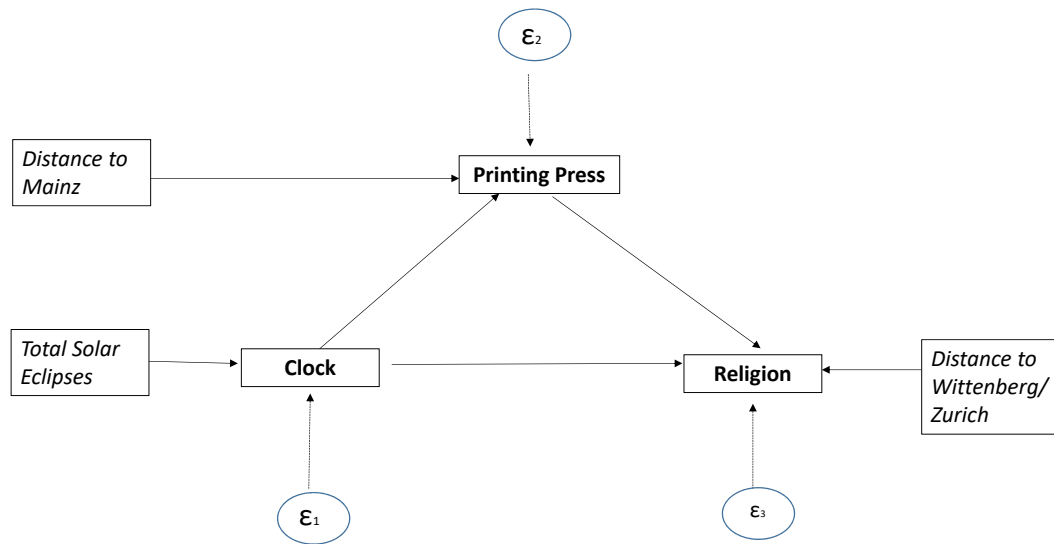 ε2
Distance to
Mainz
Printing Press
Total Solar
Eclipses
Clock
Religion
Distance to
Wittenberg/
Zurich
ε1
ε3